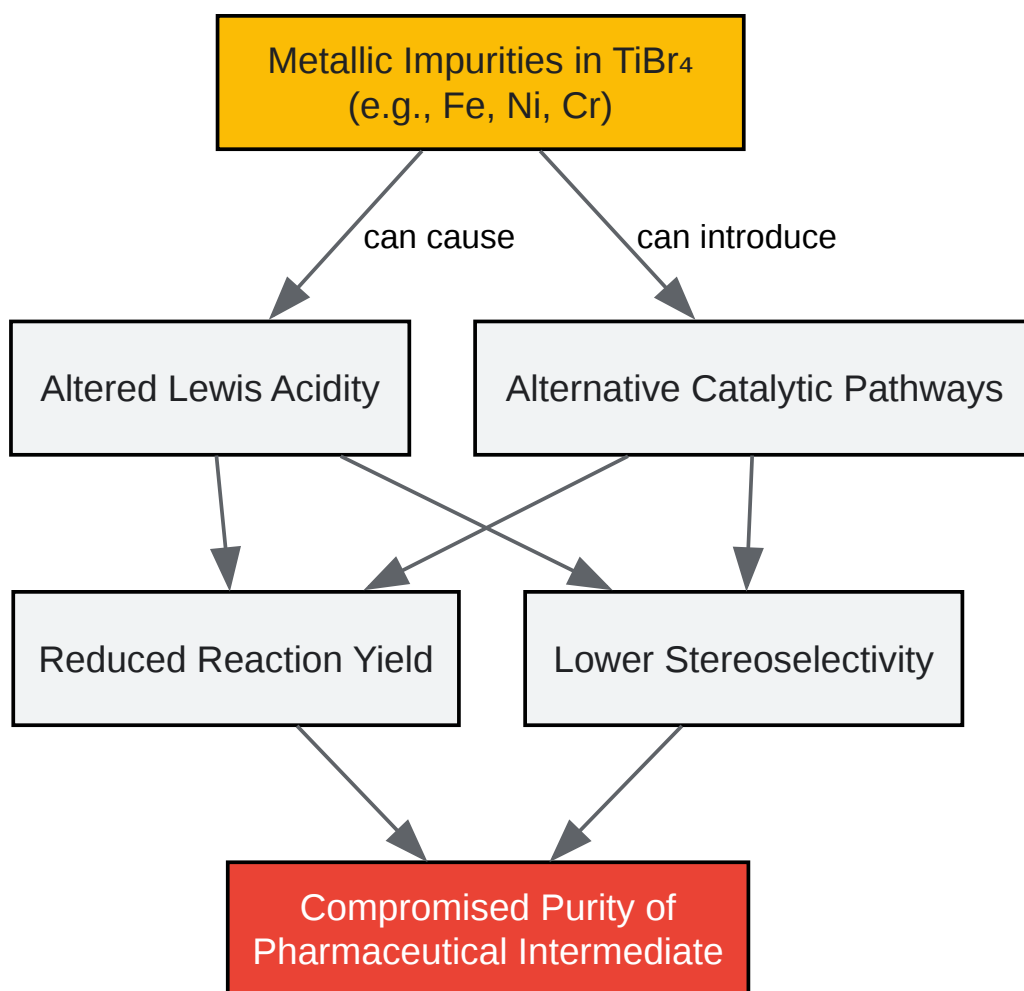 Metallic Impurities in TiBr₄
(e.g., Fe, Ni, Cr)
can cause
can introduce
Altered Lewis Acidity
Alternative Catalytic Pathways
Reduced Reaction Yield
Lower Stereoselectivity
Compromised Purity of
Pharmaceutical Intermediate